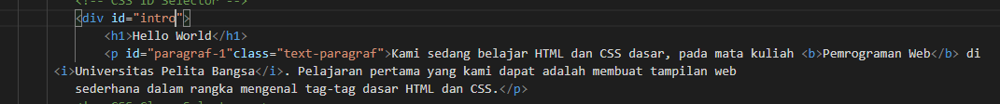 <!-- CSS ID Selector -->
<div id="intro">
<h1>Hello World</h1>
<p id="paragraf-1"class="text-paragraf">Kami sedang belajar HTML dan CSS dasar, pada mata kuliah <b>Pemrograman Web</b> di
<i>Universitas Pelita Bangsa</i>. Pelajaran pertama yang kami dapat adalah membuat tampilan web
sederhana dalam rangka mengenal tag-tag dasar HTML dan CSS.</p>